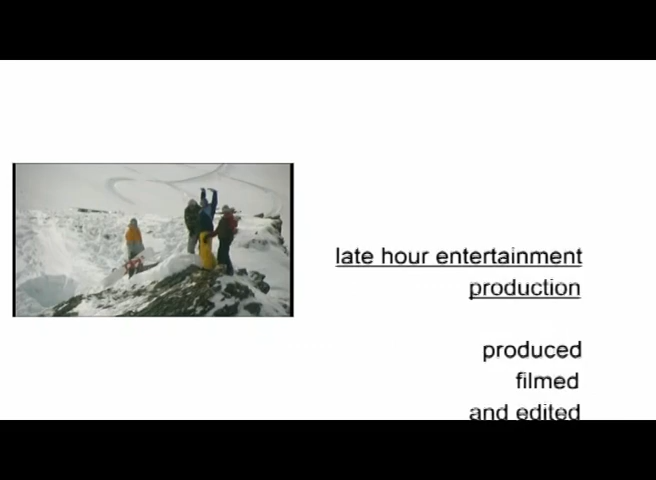 late hour entertainment
production
produced
filmed
and edited